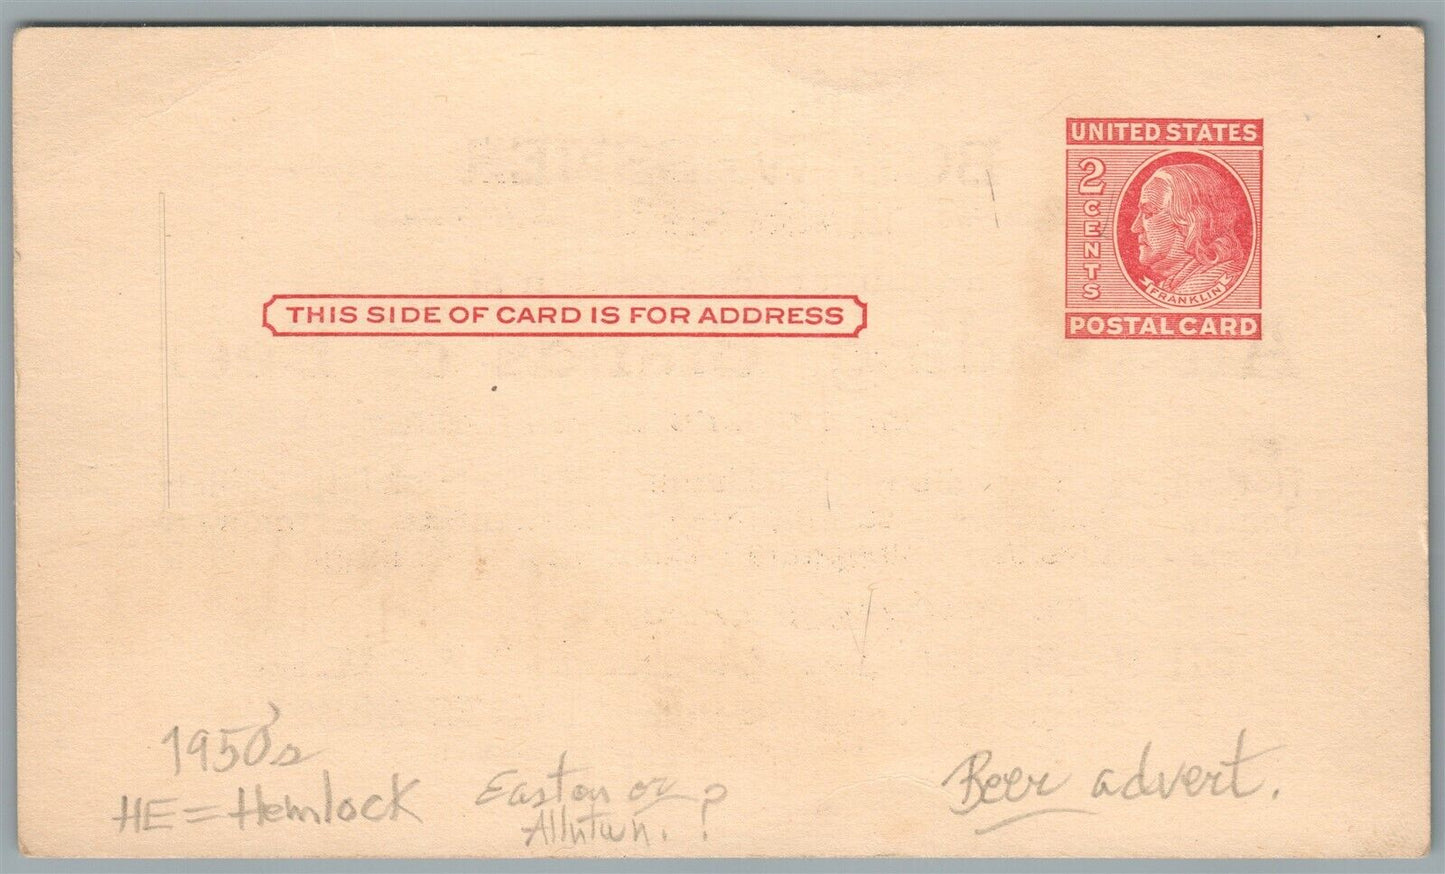 UNITED STATES
2 CENTS
FRANKLIN
POSTAL CARD
THIS SIDE OF CARD IS FOR ADDRESS
1950's
HE = Hemlock
Easton or
Allntwn. ?
Beer advert.